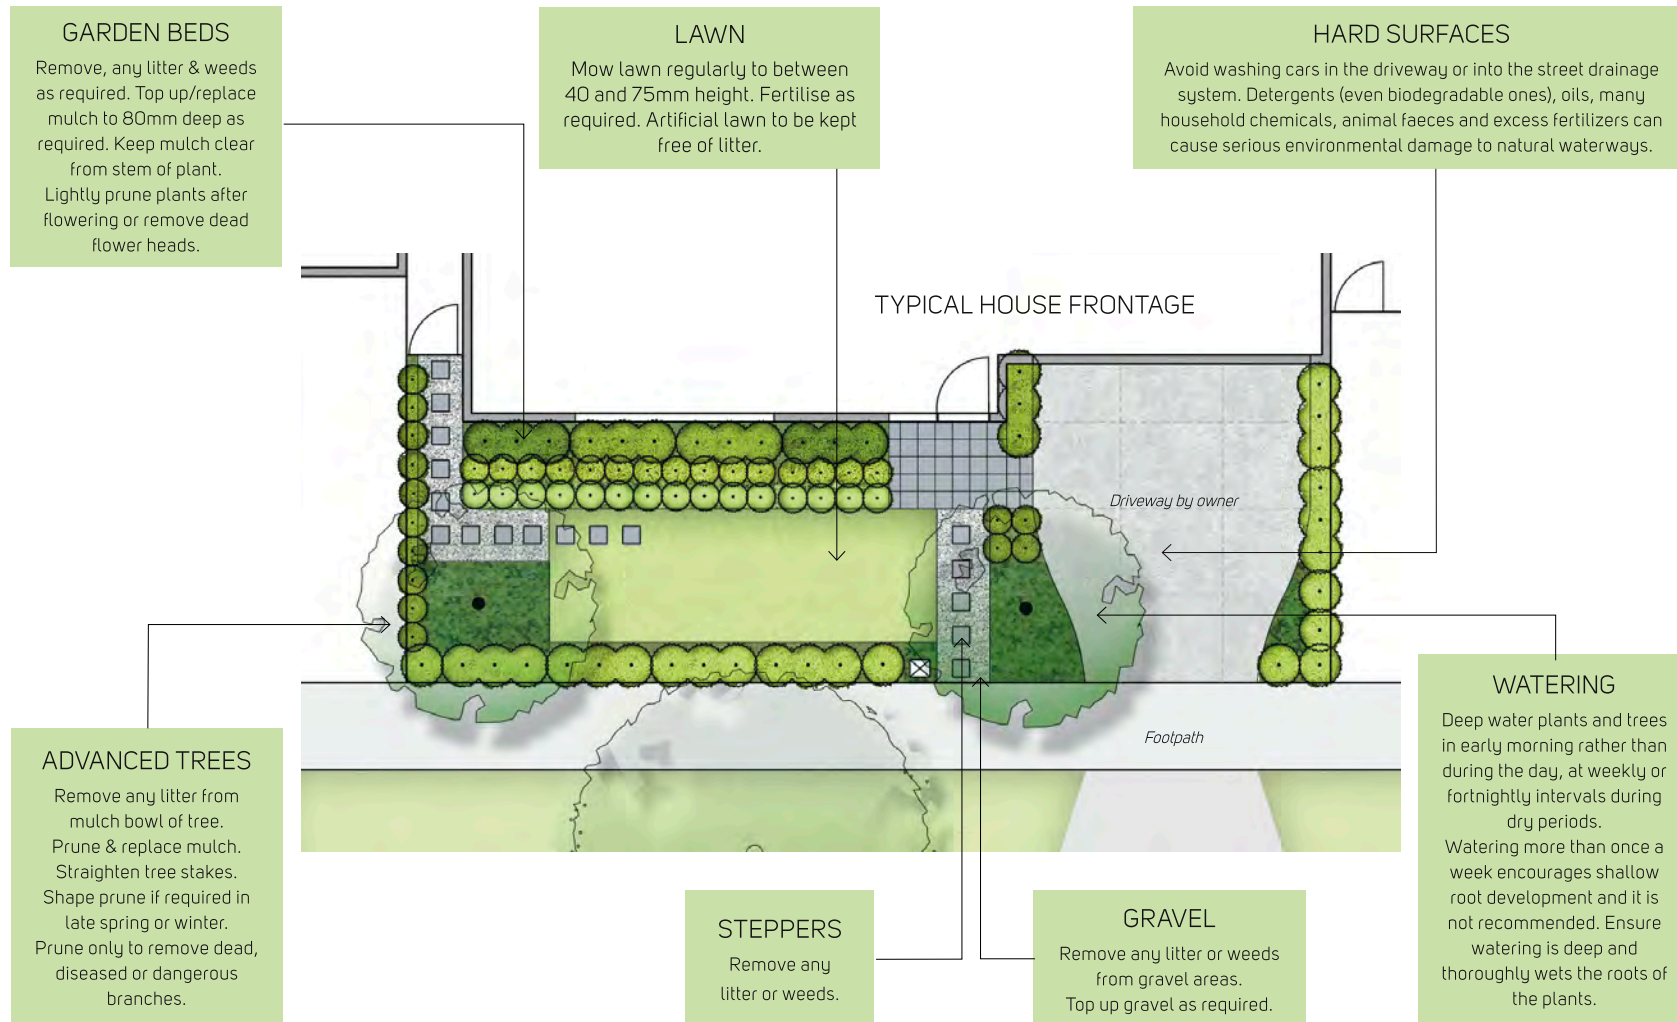 GARDEN BEDS
Remove, any litter & weeds
as required. Top up/replace
mulch to 80mm deep as
required. Keep mulch clear
from stem of plant.
Lightly prune plants after
flowering or remove dead
flower heads.
LAWN
Mow lawn regularly to between
40 and 75mm height. Fertilise as
required. Artificial lawn to be kept
free of litter.
HARD SURFACES
Avoid washing cars in the driveway or into the street drainage
system. Detergents (even biodegradable ones), oils, many
household chemicals, animal faeces and excess fertilizers can
cause serious environmental damage to natural waterways.
TYPICAL HOUSE FRONTAGE
Driveway by owner
Footpath
ADVANCED TREES
Remove any litter from
mulch bowl of tree.
Prune & replace mulch.
Straighten tree stakes.
Shape prune if required in
late spring or winter.
Prune only to remove dead,
diseased or dangerous
branches.
STEPPERS
Remove any
litter or weeds.
GRAVEL
Remove any litter or weeds
from gravel areas.
Top up gravel as required.
WATERING
Deep water plants and trees
in early morning rather than
during the day, at weekly or
fortnightly intervals during
dry periods.
Watering more than once a
week encourages shallow
root development and it is
not recommended. Ensure
watering is deep and
thoroughly wets the roots of
the plants.